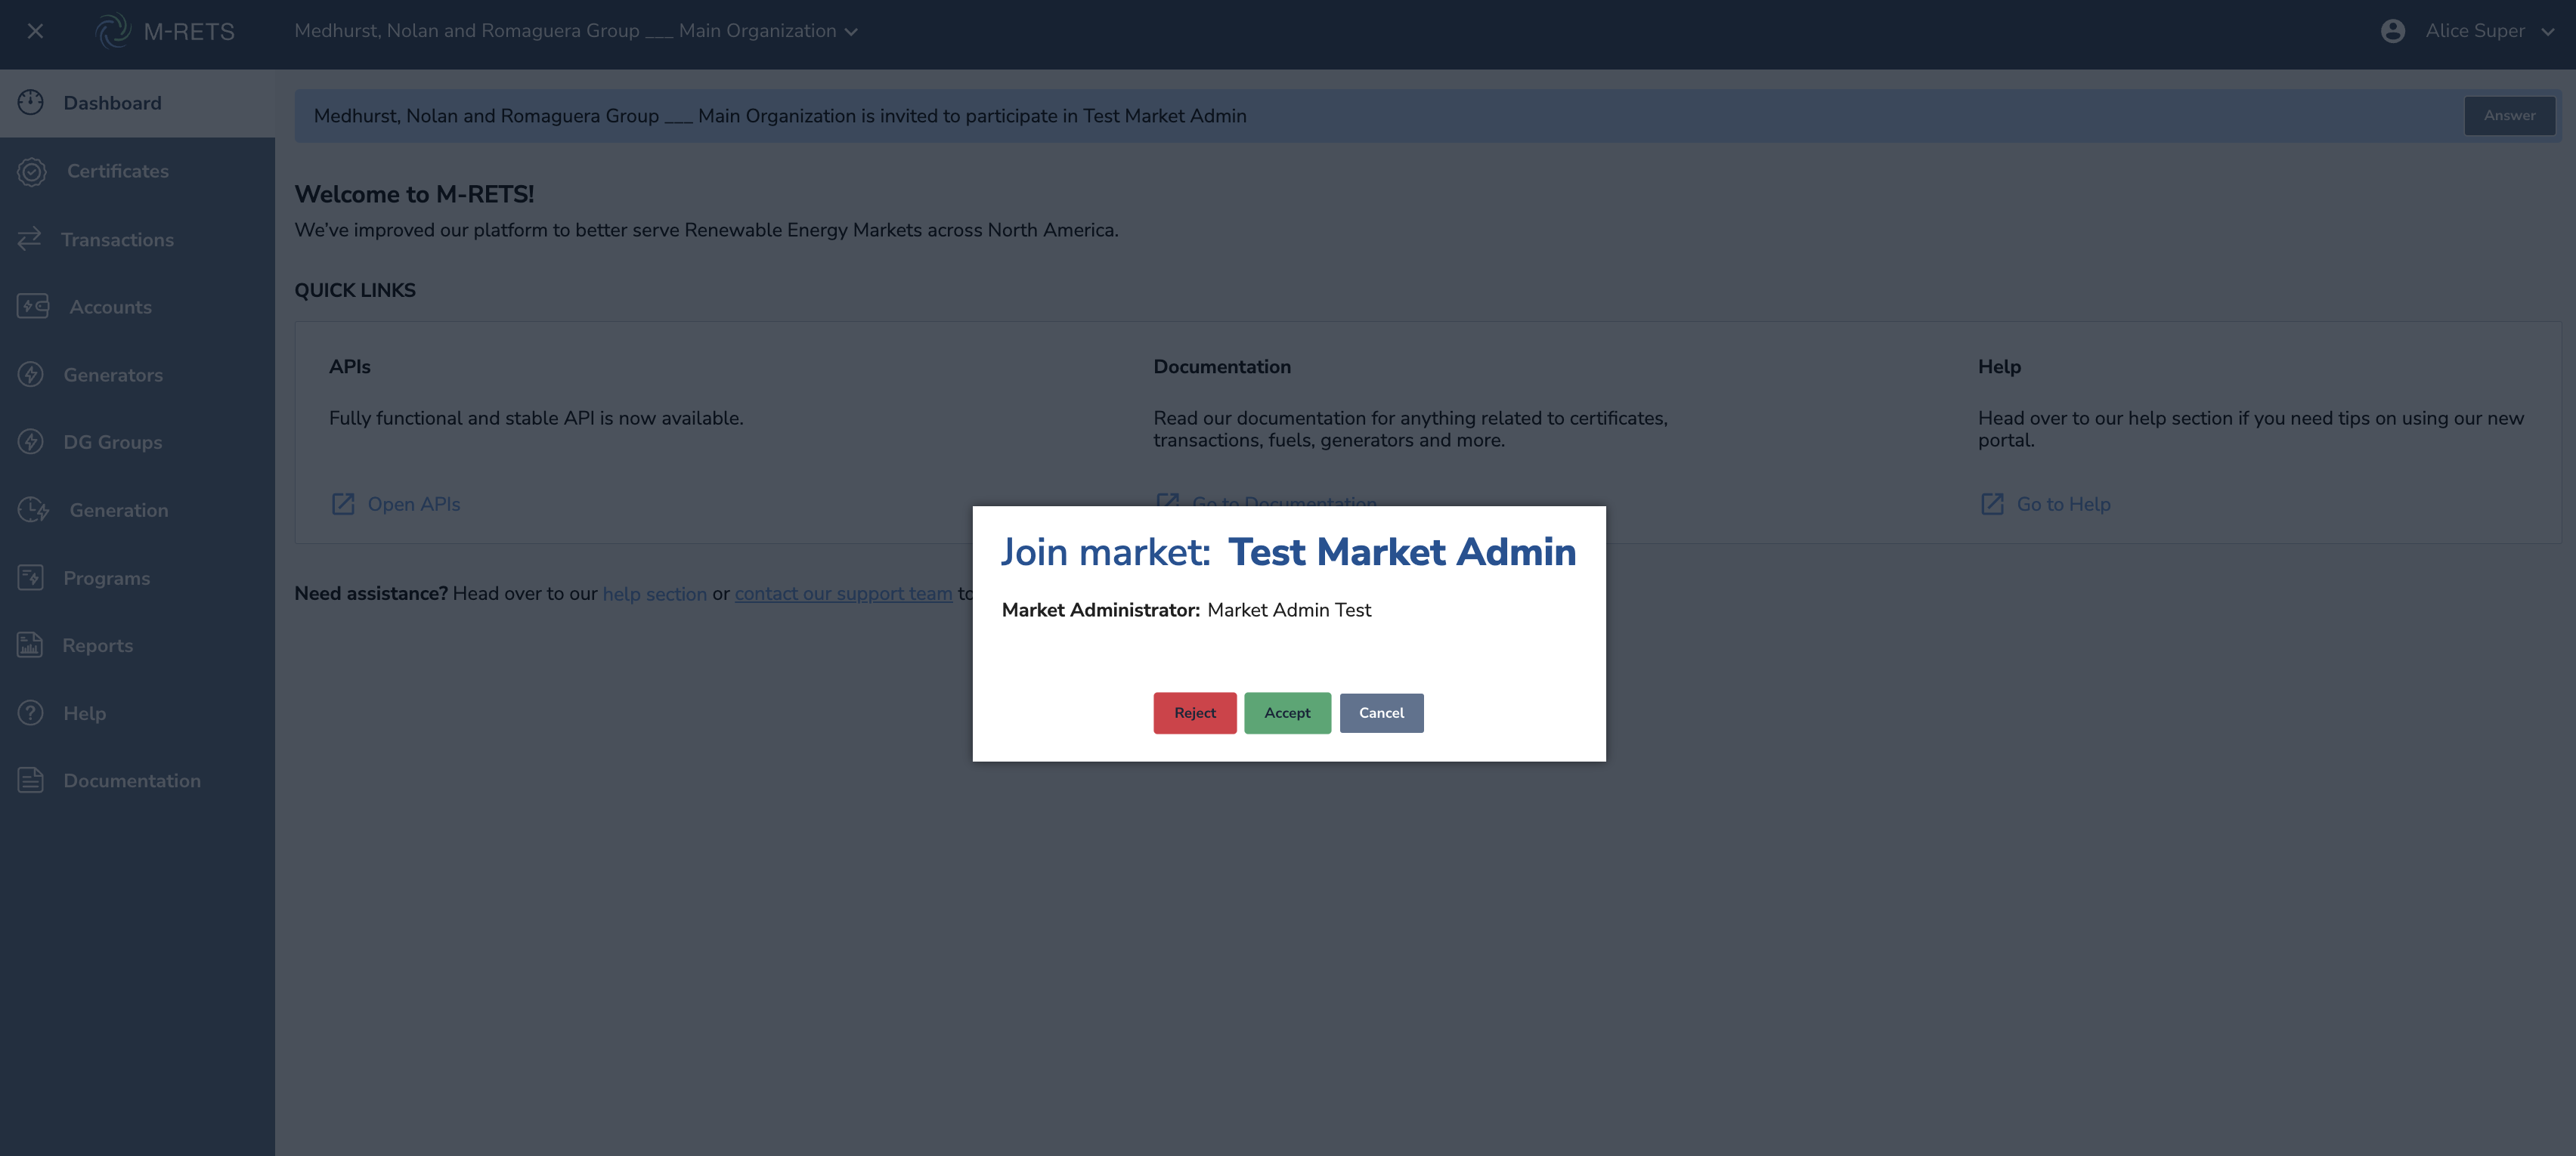 M-RETS
Medhurst, Nolan and Romaguera Group ___ Main Organization
Alice Super
Dashboard
Certificates
Transactions
Accounts
Generators
DG Groups
Generation
Programs
Reports
Help
Documentation
Medhurst, Nolan and Romaguera Group ___ Main Organization is invited to participate in Test Market Admin
Answer
Welcome to M-RETS!
We've improved our platform to better serve Renewable Energy Markets across North America.
QUICK LINKS
APIs
Fully functional and stable API is now available.
Open APIs
Documentation
Read our documentation for anything related to certificates,
transactions, fuels, generators and more.
Go to Documentation
Help
Head over to our help section if you need tips on using our new
portal.
Go to Help
Need assistance? Head over to our help section or contact our support team to
Join market: Test Market Admin
Market Administrator: Market Admin Test
Reject
Accept
Cancel